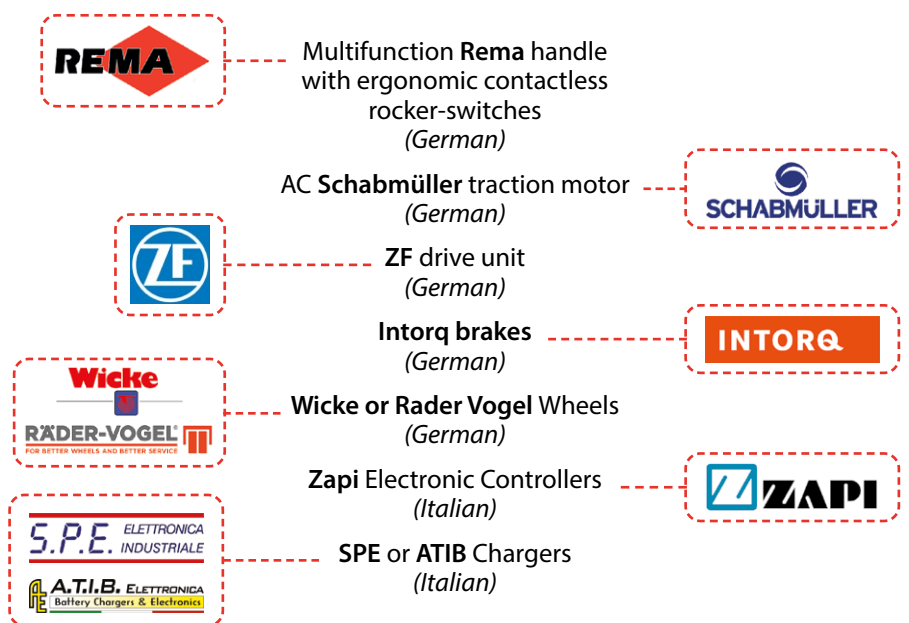 REMA
Multifunction Rema handle
with ergonomic contactless
rocker-switches
(German)
AC Schabmüller traction motor
(German)
SCHABMÜLLER
ZF
ZF drive unit
(German)
Intorq brakes
(German)
INTORQ
Wicke
RÄDER-VOGEL®
FOR BETTER WHEELS AND BETTER SERVICE
Wicke or Rader Vogel Wheels
(German)
Zapi Electronic Controllers
(Italian)
ZAPI
S.P.E. ELETTRONICA
INDUSTRIALE
A.T.I.B. ELETTRONICA
Battery Chargers & Electronics
SPE or ATIB Chargers
(Italian)